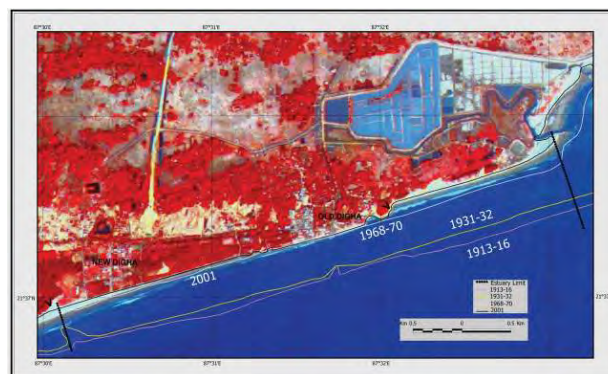 87°30'E
87°31'E
87°32'E
OLD DIGHA
1968-70
1931-32
1913-16
NEW DIGHA
2001
21°37'N
Estuary Limit
1913-16
1931-32
1968-70
2001
Km 0.5
0
0.5 Km
87°30'E
87°31'E
87°32'E